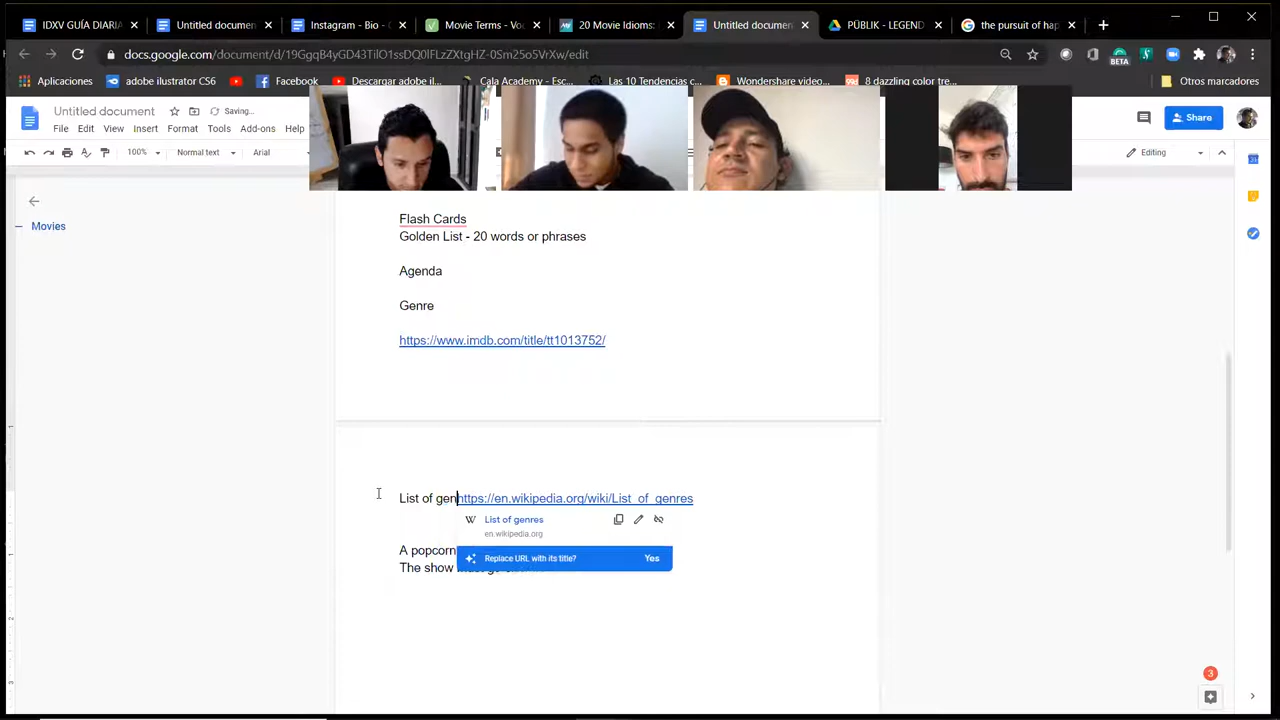 IDXV GUÍA DIARIA
Untitled documen
Instagram - Bio - G
Movie Terms - Voc
20 Movie Idioms:
Untitled documen
PÚBLIK - LEGEND
the pursuit of hap
docs.google.com/document/d/19GgqB4yGD43TilO1ssDQ0lFLzZXtgHZ-0Sm25o5VrXw/edit
BETA
Aplicaciones
adobe ilustrator CS6
Facebook
Descargar adobe il...
Cala Academy - Esc...
Las 10 Tendencias c...
Wondershare video...
8 dazzling color tre...
Otros marcadores
Untitled document
Saving...
File Edit View Insert Format Tools Add-ons Help
Share
100%
Normal text
Arial
Editing
Movies
Flash Cards
Golden List - 20 words or phrases
Agenda
Genre
https://www.imdb.com/title/tt1013752/
List of genhttps://en.wikipedia.org/wiki/List_of_genres
W
List of genres
en.wikipedia.org
A popcorn
Replace URL with its title?
Yes
The show
3